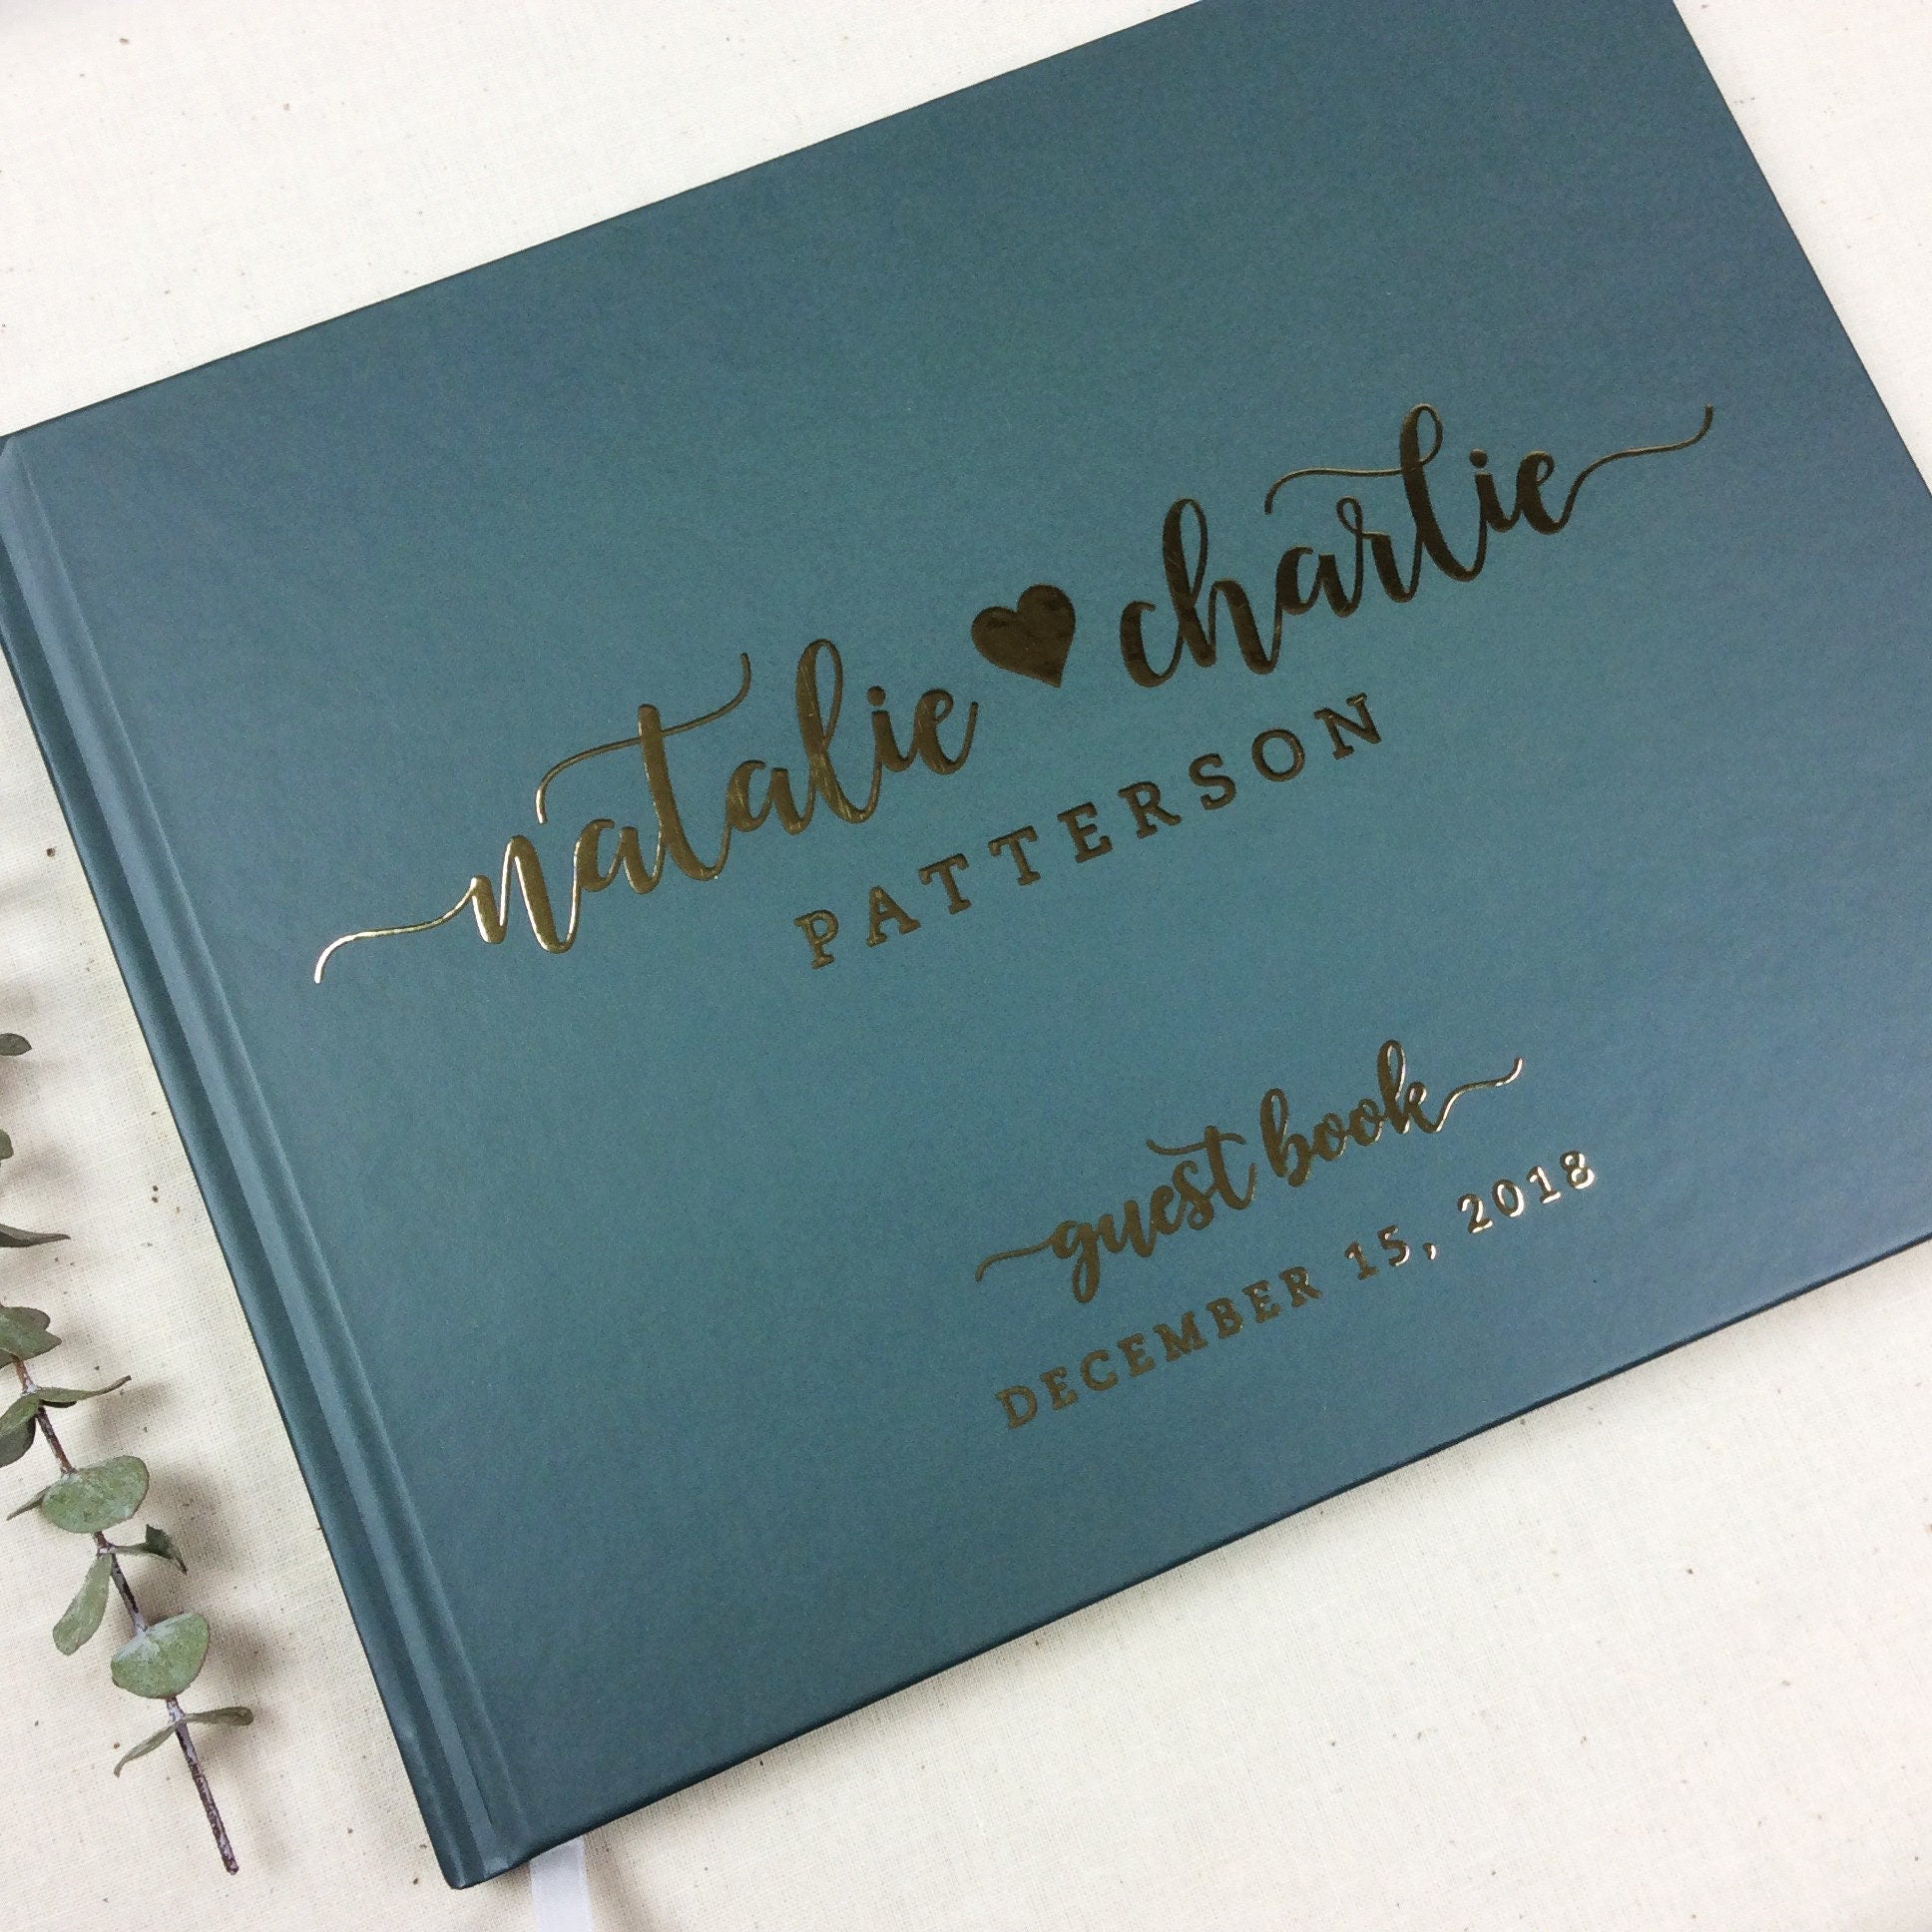 natalie ♥ charlie
PATTERSON
guest book
DECEMBER 15, 2018